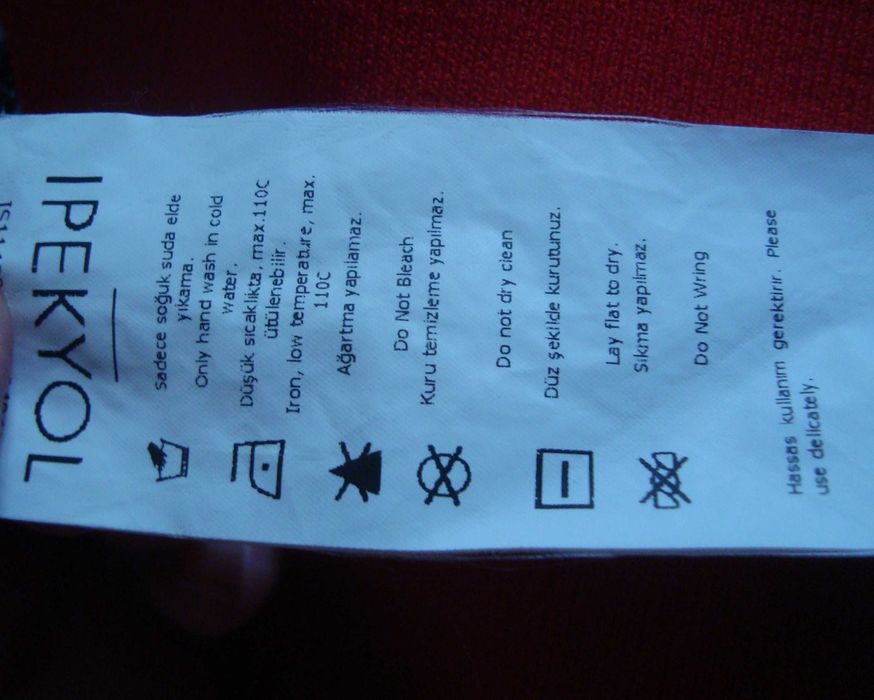 IPEKYOL
Sadece soğuk suda elde
yıkama.
Only hand wash in cold
water.
Düşük sıcaklıkta, max.110C
ütülenebilir.
Iron, low temperature, max.
110C
Ağartma yapılamaz.
Do Not Bleach
Kuru temizleme yapılmaz.
Do not dry clean
Düz şekilde kurutunuz.
Lay flat to dry.
Sıkma yapılmaz.
Do Not Wring
Hassas kullanım gerektirir. Please
use delicately.